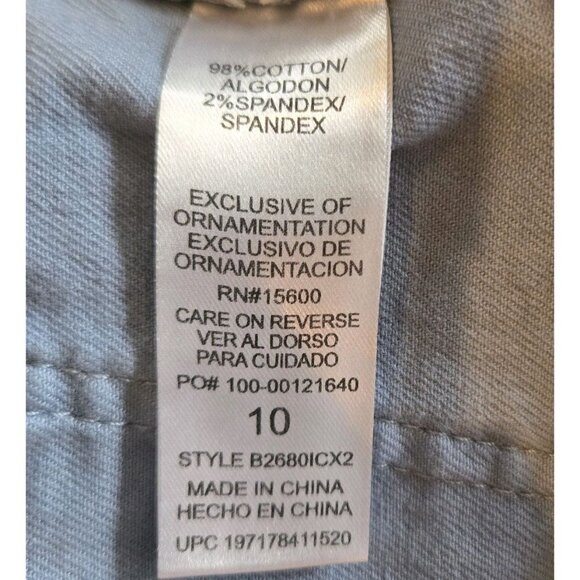 98%COTTON/
ALGODON
2%SPANDEX/
SPANDEX
EXCLUSIVE OF
ORNAMENTATION
EXCLUSIVO DE
ORNAMENTACION
RN#15600
CARE ON REVERSE
VER AL DORSO
PARA CUIDADO
PO# 100-00121640
10
STYLE B2680ICX2
MADE IN CHINA
HECHO EN CHINA
UPC 197178411520